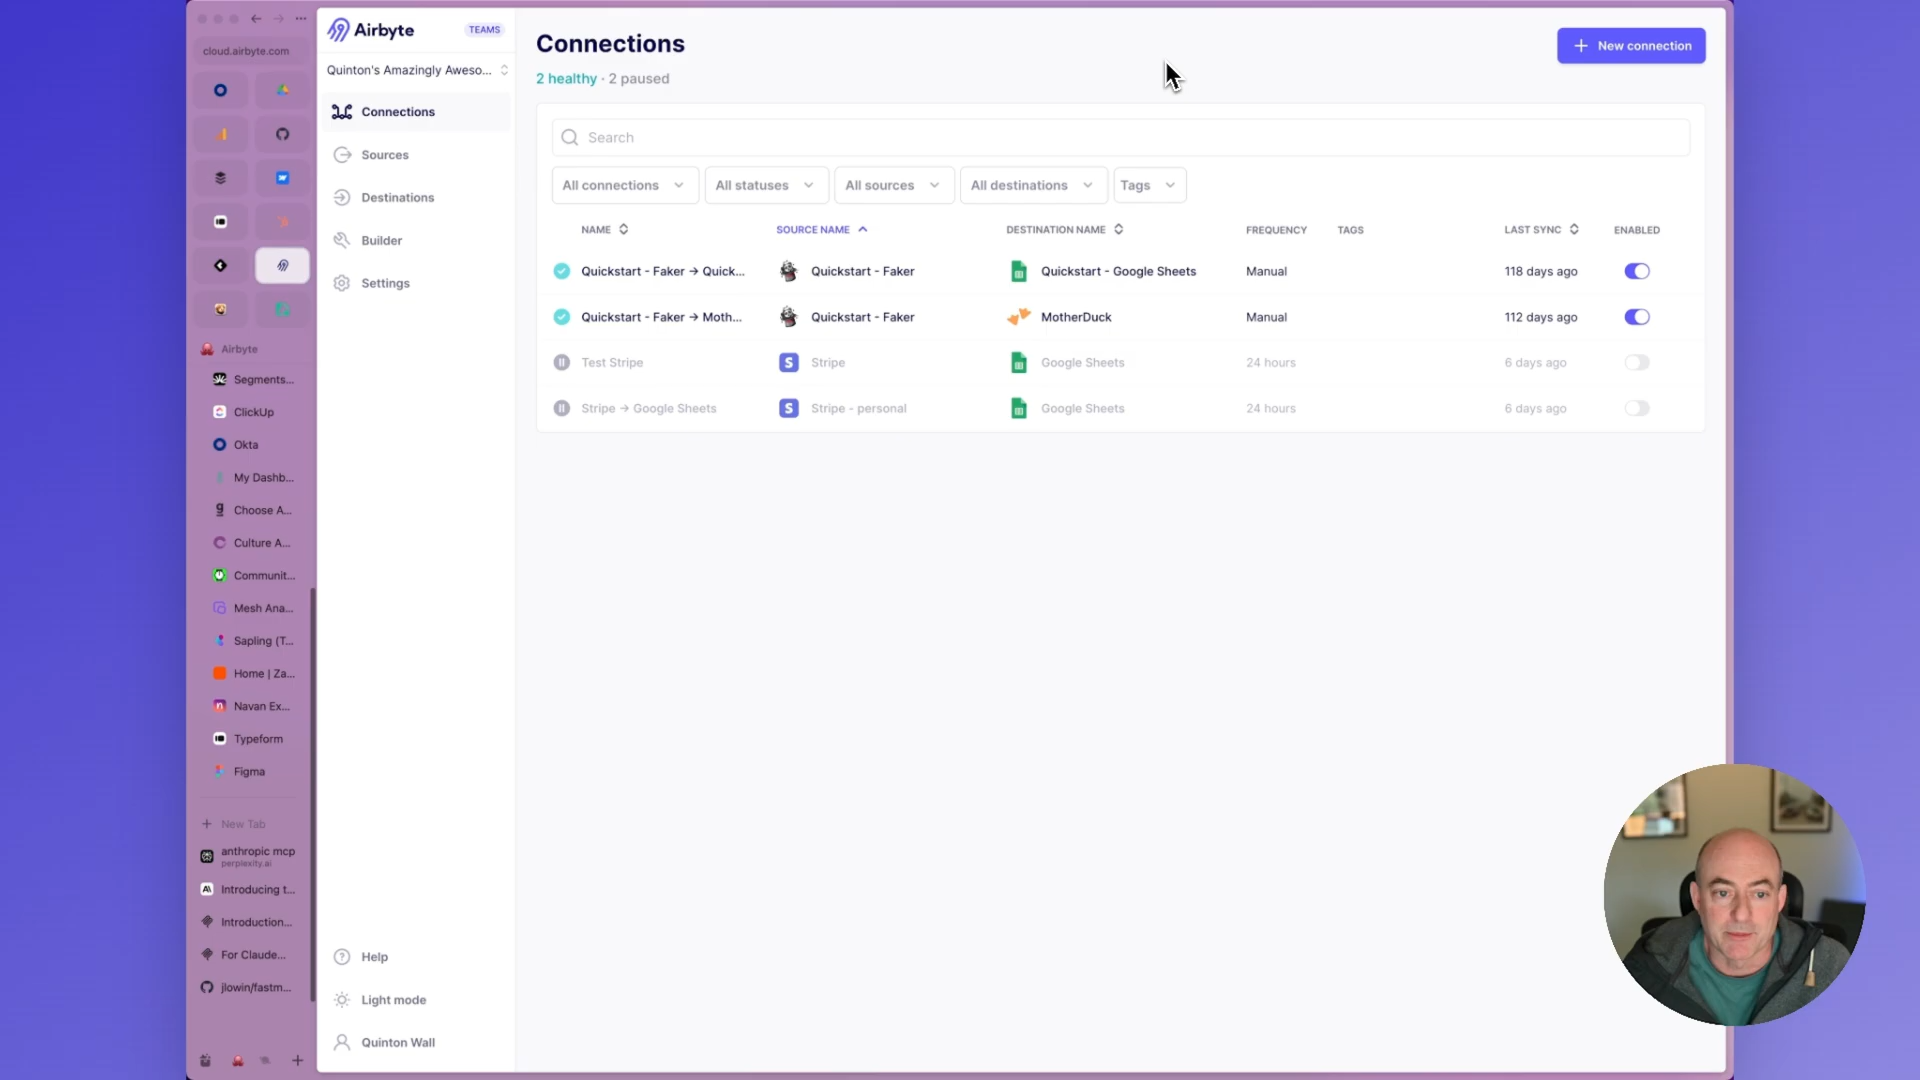 cloud.airbyte.com
Airbyte
Segments...
ClickUp
Okta
My Dashb...
Choose A...
Culture A...
Communit...
Mesh Ana...
Sapling (T...
Home | Za...
Navan Ex...
Typeform
Figma
New Tab
anthropic mcp
perplexity.ai
Introducing t...
Introduction...
For Claude...
jlowin/fastm...
Airbyte TEAMS
Quinton's Amazingly Aweso...
Connections
Sources
Destinations
Builder
Settings
Help
Light mode
Quinton Wall
Connections
New connection
2 healthy · 2 paused
Search
All connections All statuses All sources All destinations Tags
NAME SOURCE NAME DESTINATION NAME FREQUENCY TAGS LAST SYNC ENABLED
Quickstart - Faker → Quick... Quickstart - Faker Quickstart - Google Sheets Manual 118 days ago
Quickstart - Faker → Moth... Quickstart - Faker MotherDuck Manual 112 days ago
Test Stripe S Stripe Google Sheets 24 hours 6 days ago
Stripe → Google Sheets S Stripe - personal Google Sheets 24 hours 6 days ago